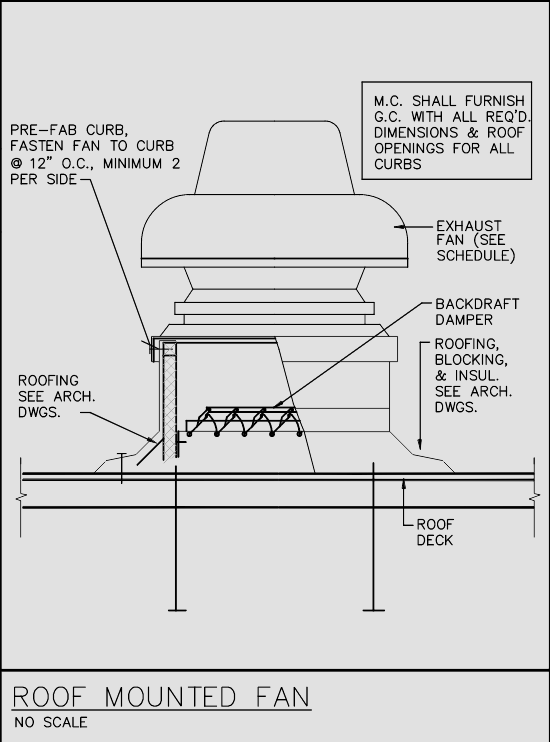 M.C. SHALL FURNISH
G.C. WITH ALL REQ'D.
DIMENSIONS & ROOF
OPENINGS FOR ALL
CURBS
PRE-FAB CURB,
FASTEN FAN TO CURB
@ 12" O.C., MINIMUM 2
PER SIDE
EXHAUST
FAN (SEE
SCHEDULE)
BACKDRAFT
DAMPER
ROOFING,
BLOCKING,
& INSUL.
SEE ARCH.
DWGS.
ROOFING
SEE ARCH.
DWGS.
ROOF
DECK
ROOF MOUNTED FAN
NO SCALE